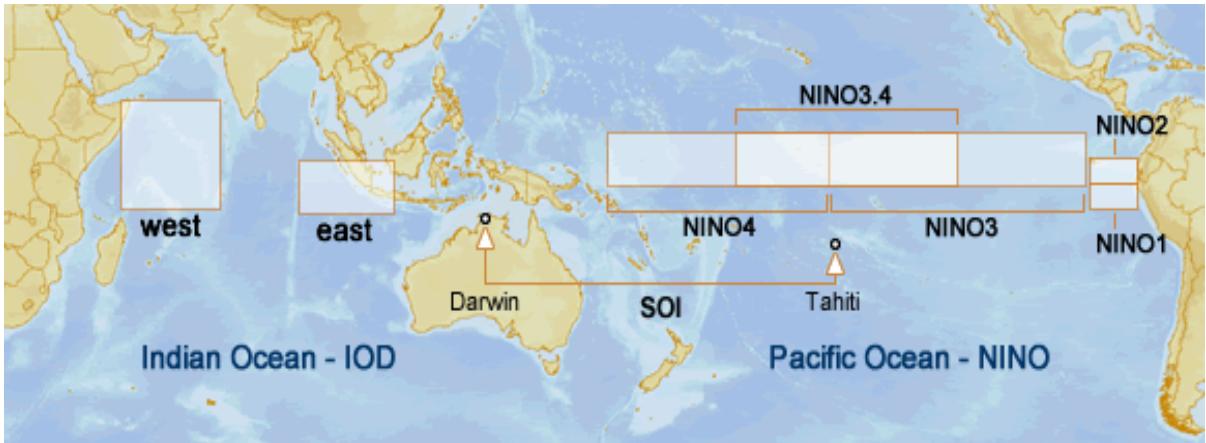 NINO3.4
NINO2
west
east
NINO4
NINO3
NINO1
Darwin
SOI
Tahiti
Indian Ocean - IOD
Pacific Ocean - NINO